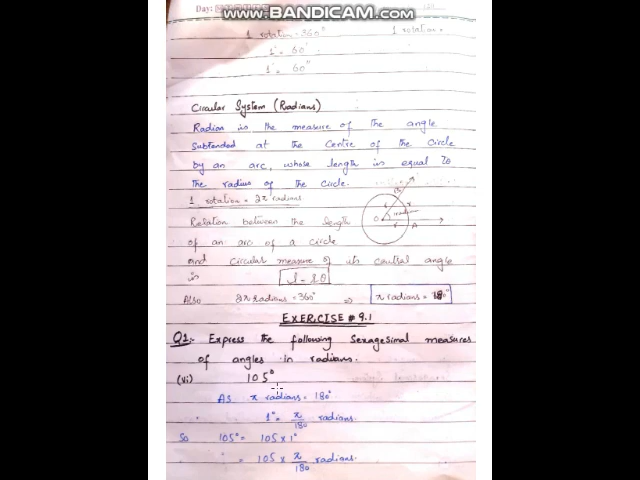 WWW.BANDICAM.COM
Day:
1 rotation = 360° 1 rotation =
1° = 60'
1' = 60"
Circular System (Radians)
Radian is the measure of the angle
Subtended at the Centre of the Circle
by an arc, whose length is equal to
the radius of the Circle.
1 rotation = 2π radians
Relation between the length
of an arc of a circle
and circular measure of its central angle
is l = rθ
O A B r r
Also 2π radians = 360° ⇒ π radians = 180°
EXERCISE # 9.1
Q1:- Express the following Sexagesimal measures
of angles in radians.
(vi) 105°
As π radians = 180°
1° = π/180 radians.
So 105° = 105 × 1°
= 105 × π/180 radians.